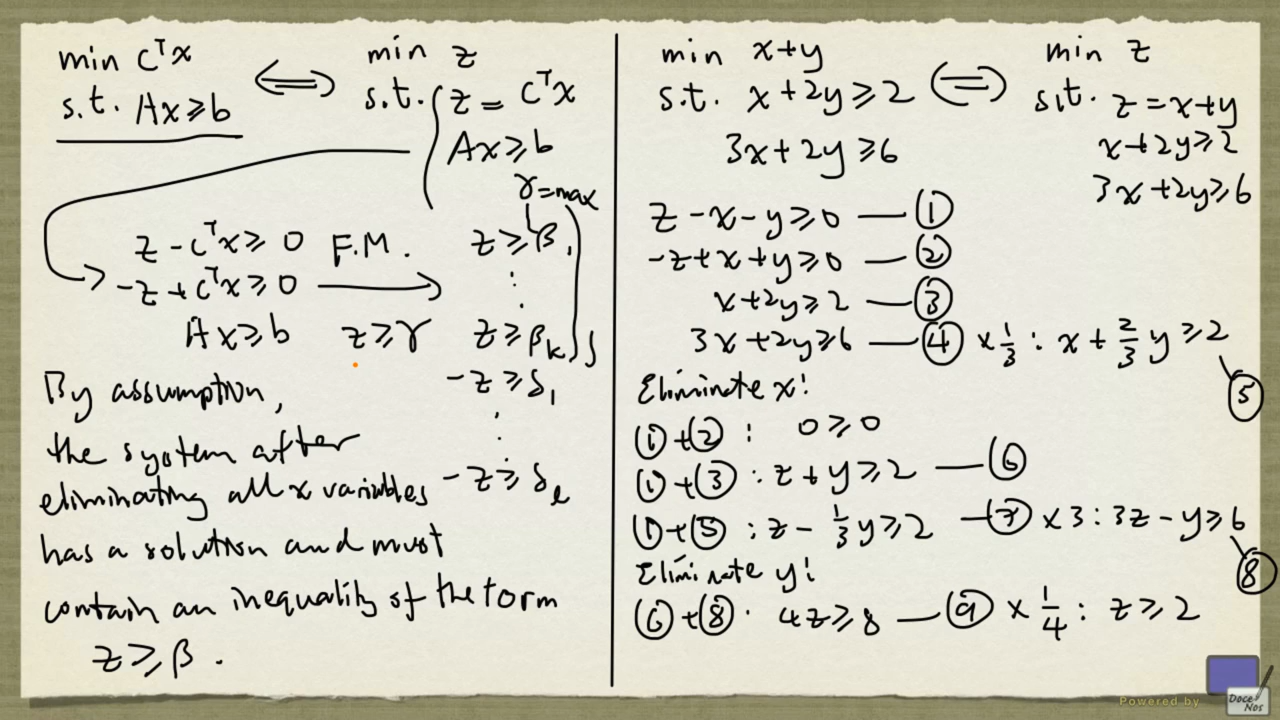 min cᵀx ⟺ min z
s.t. Ax ≥ b s.t. z = cᵀx
Ax ≥ b
γ = max
z - cᵀx ≥ 0 F.M. z ≥ β₁
-z + cᵀx ≥ 0 ⟶ ⋮
Ax ≥ b z ≥ γ z ≥ βₖ
By assumption, -z ≥ δ₁
the system after ⋮
eliminating all x variables -z ≥ δₗ
has a solution and must
contain an inequality of the form
z ≥ β.
min x+y ⟺ min z
s.t. x+2y ≥ 2 s.t. z = x+y
3x+2y ≥ 6 x+2y ≥ 2
3x+2y ≥ 6
z - x - y ≥ 0 — ①
-z + x + y ≥ 0 — ②
x+2y ≥ 2 — ③
3x+2y ≥ 6 — ④ × 1/3 : x + 2/3 y ≥ 2
⑤
Eliminate x:
①+② : 0 ≥ 0
①+③ : z + y ≥ 2 — ⑥
①+⑤ : z - 1/3 y ≥ 2 — ⑦ × 3 : 3z - y ≥ 6
⑧
Eliminate y:
⑥+⑧ : 4z ≥ 8 — ⑨ × 1/4 : z ≥ 2
Powered by
Doce Nos